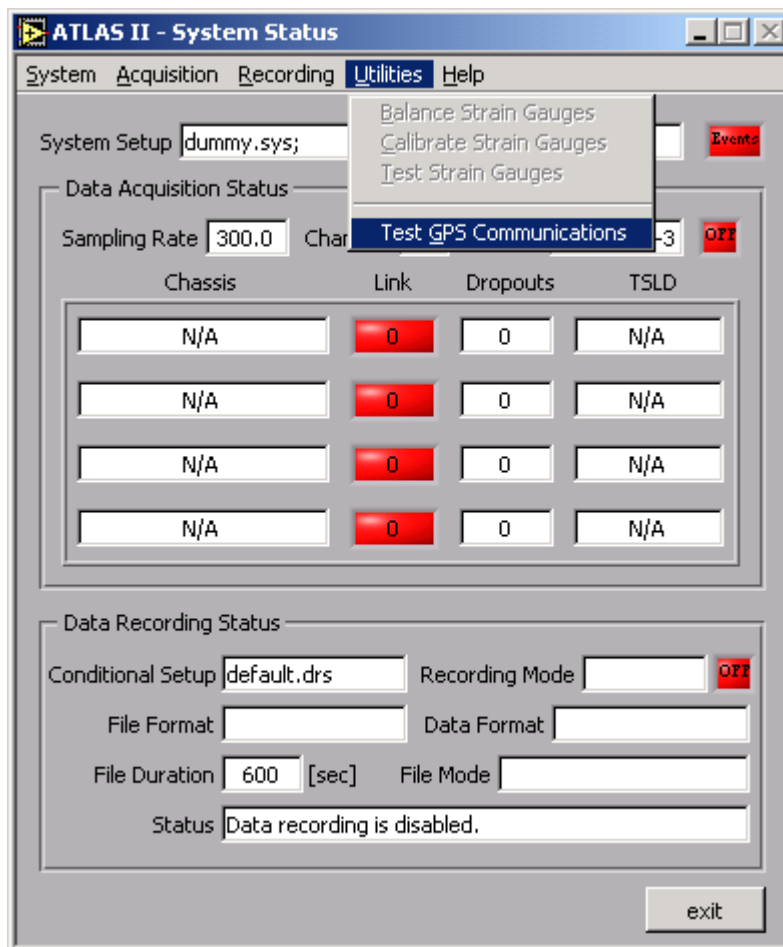 ATLAS II - System Status
System Acquisition Recording Utilities Help
Balance Strain Gauges
Calibrate Strain Gauges
Test Strain Gauges
Test GPS Communications
System Setup dummy.sys; Events
Data Acquisition Status
Sampling Rate 300.0 -3 OFF
Chassis Link Dropouts TSLD
N/A 0 0 N/A
N/A 0 0 N/A
N/A 0 0 N/A
N/A 0 0 N/A
Data Recording Status
Conditional Setup default.drs Recording Mode OFF
File Format Data Format
File Duration 600 [sec] File Mode
Status Data recording is disabled.
exit